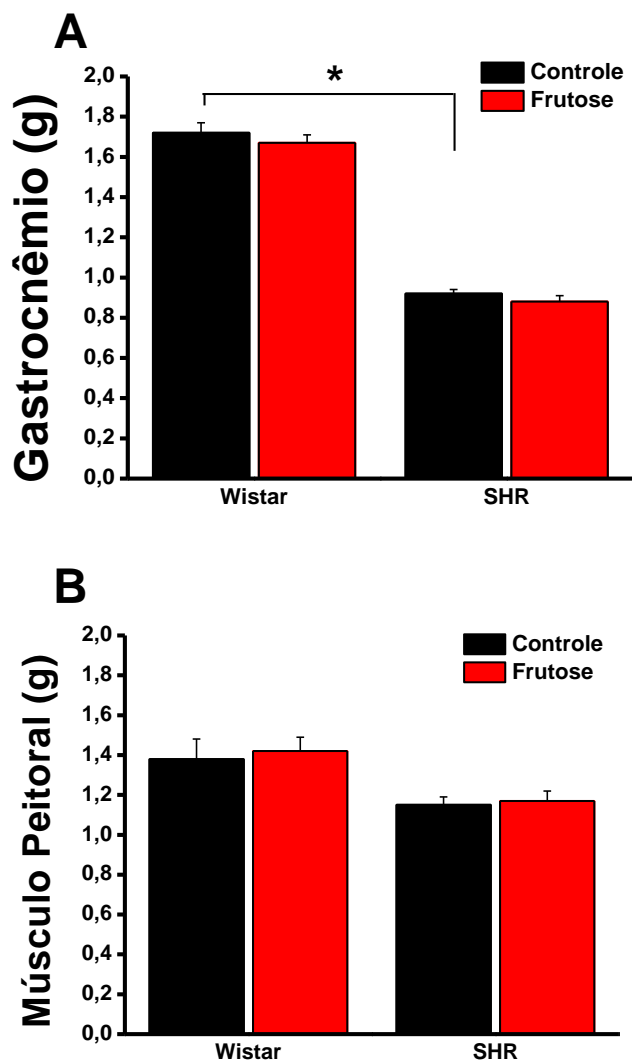 A
Controle
Frutose
*
Gastrocnêmio (g)
2,0
1,8
1,6
1,4
1,2
1,0
0,8
0,6
0,4
0,2
0,0
Wistar SHR
B
Controle
Frutose
Músculo Peitoral (g)
2,0
1,8
1,6
1,4
1,2
1,0
0,8
0,6
0,4
0,2
0,0
Wistar SHR